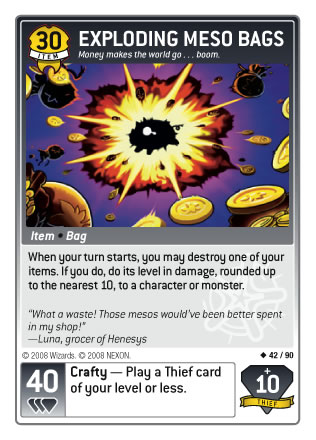 30
ITEM
EXPLODING MESO BAGS
Money makes the world go . . . boom.
Item • Bag
When your turn starts, you may destroy one of your
items. If you do, do its level in damage, rounded up
to the nearest 10, to a character or monster.
“What a waste! Those mesos would’ve been better spent
in my shop!”
—Luna, grocer of Henesys
© 2008 Wizards. © 2008 NEXON.
◆ 42 / 90
40
Crafty — Play a Thief card
of your level or less.
+
10
THIEF